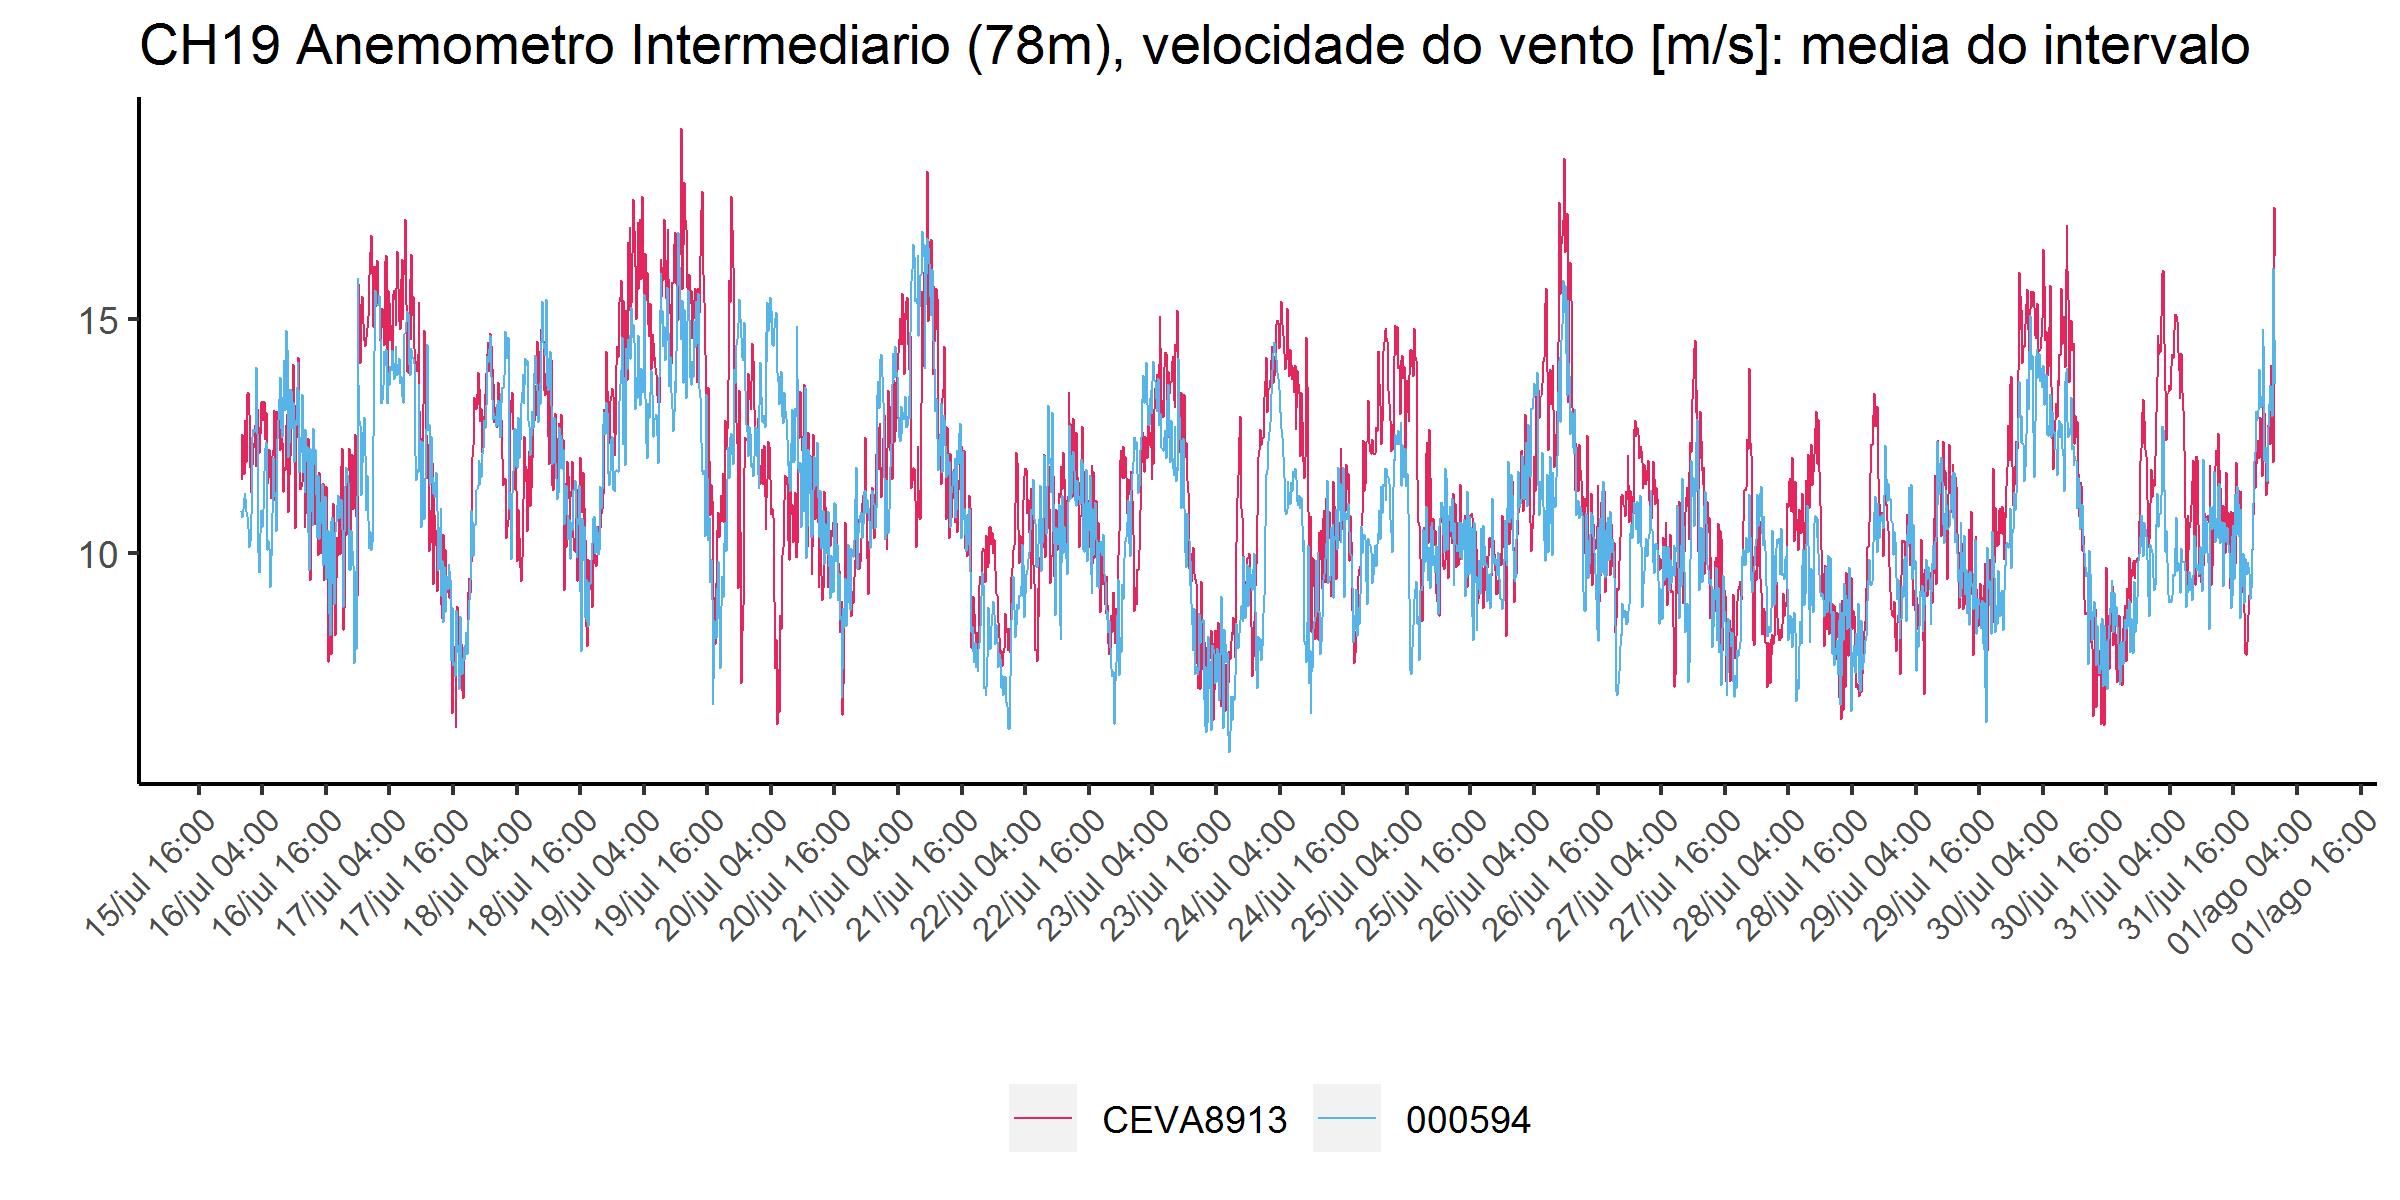 CH19 Anemometro Intermediario (78m), velocidade do vento [m/s]: media do intervalo
15
10
15/jul 16:00
16/jul 04:00
16/jul 16:00
17/jul 04:00
17/jul 16:00
18/jul 04:00
18/jul 16:00
19/jul 04:00
19/jul 16:00
20/jul 04:00
20/jul 16:00
21/jul 04:00
21/jul 16:00
22/jul 04:00
22/jul 16:00
23/jul 04:00
23/jul 16:00
24/jul 04:00
24/jul 16:00
25/jul 04:00
25/jul 16:00
26/jul 04:00
26/jul 16:00
27/jul 04:00
27/jul 16:00
28/jul 04:00
28/jul 16:00
29/jul 04:00
29/jul 16:00
30/jul 04:00
30/jul 16:00
31/jul 04:00
31/jul 16:00
01/ago 04:00
01/ago 16:00
CEVA8913
000594